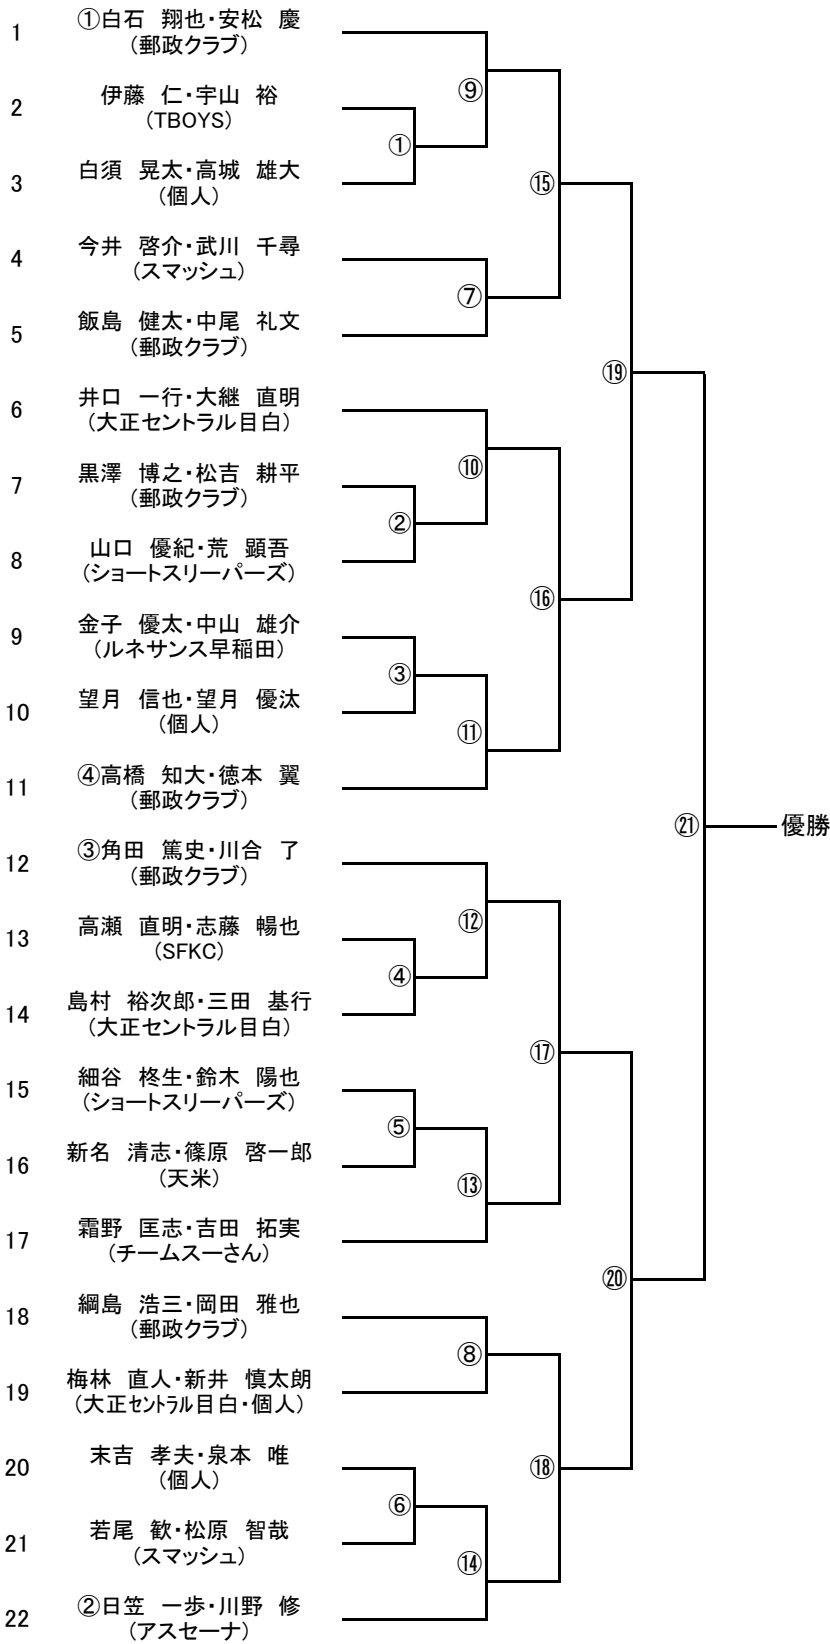 1 ①白石 翔也・安松 慶
(郵政クラブ)
⑨
2 伊藤 仁・宇山 裕
(TBOYS)
①
3 白須 晃太・高城 雄大
(個人)
⑮
4 今井 啓介・武川 千尋
(スマッシュ)
⑦
5 飯島 健太・中尾 礼文
(郵政クラブ)
⑲
6 井口 一行・大継 直明
(大正セントラル目白)
⑩
7 黒澤 博之・松吉 耕平
(郵政クラブ)
②
8 山口 優紀・荒 顕吾
(ショートスリーパーズ)
⑯
9 金子 優太・中山 雄介
(ルネサンス早稲田)
③
10 望月 信也・望月 優汰
(個人)
⑪
11 ④高橋 知大・徳本 翼
(郵政クラブ)
㉑ 優勝
12 ③角田 篤史・川合 了
(郵政クラブ)
⑫
13 高瀬 直明・志藤 暢也
(SFKC)
④
14 島村 裕次郎・三田 基行
(大正セントラル目白)
⑰
15 細谷 柊生・鈴木 陽也
(ショートスリーパーズ)
⑤
16 新名 清志・篠原 啓一郎
(天米)
⑬
17 霜野 匡志・吉田 拓実
(チームスーさん)
⑳
18 綱島 浩三・岡田 雅也
(郵政クラブ)
⑧
19 梅林 直人・新井 慎太朗
(大正セントラル目白・個人)
⑱
20 末吉 孝夫・泉本 唯
(個人)
⑥
21 若尾 歓・松原 智哉
(スマッシュ)
⑭
22 ②日笠 一歩・川野 修
(アスセーナ)